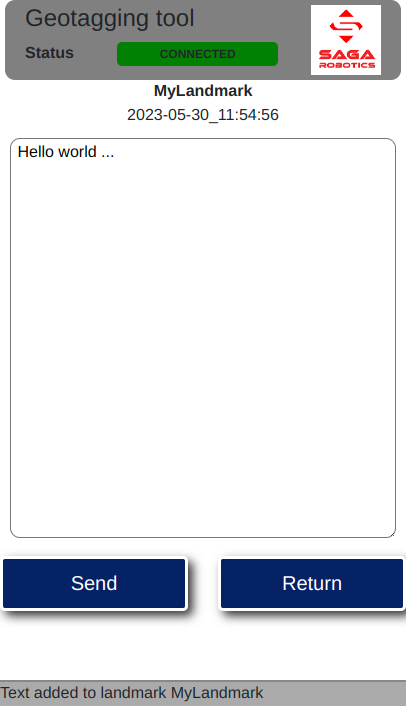 Geotagging tool
Status
CONNECTED
SAGA
ROBOTICS
MyLandmark
2023-05-30_11:54:56
Hello world ...
Send
Return
Text added to landmark MyLandmark